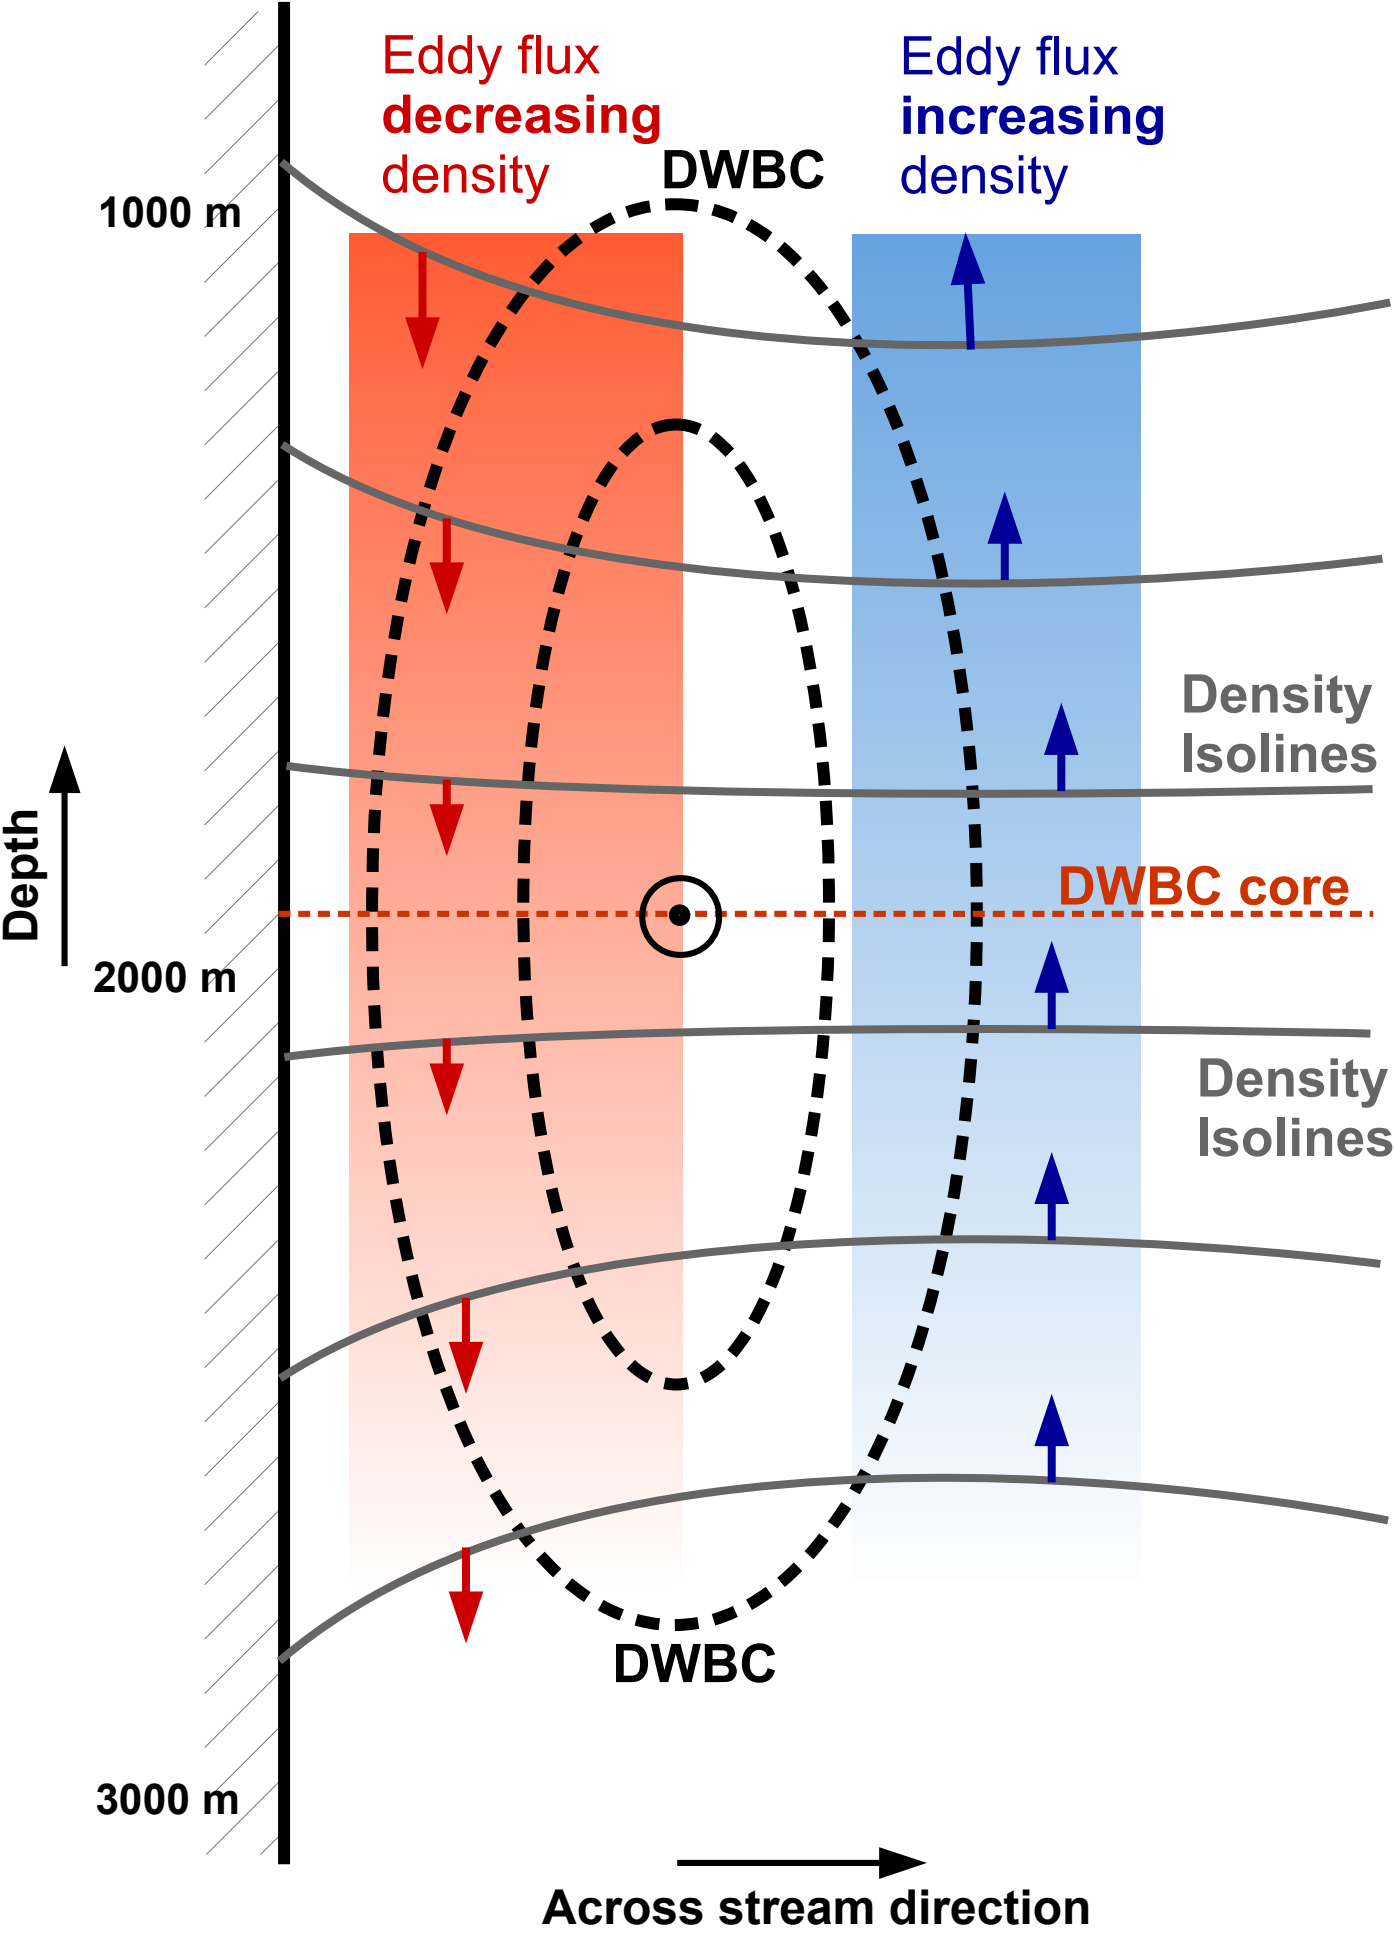 Eddy flux
decreasing
density
Eddy flux
increasing
density
DWBC
1000 m
Density
Isolines
Depth
DWBC core
2000 m
Density
Isolines
DWBC
3000 m
Across stream direction